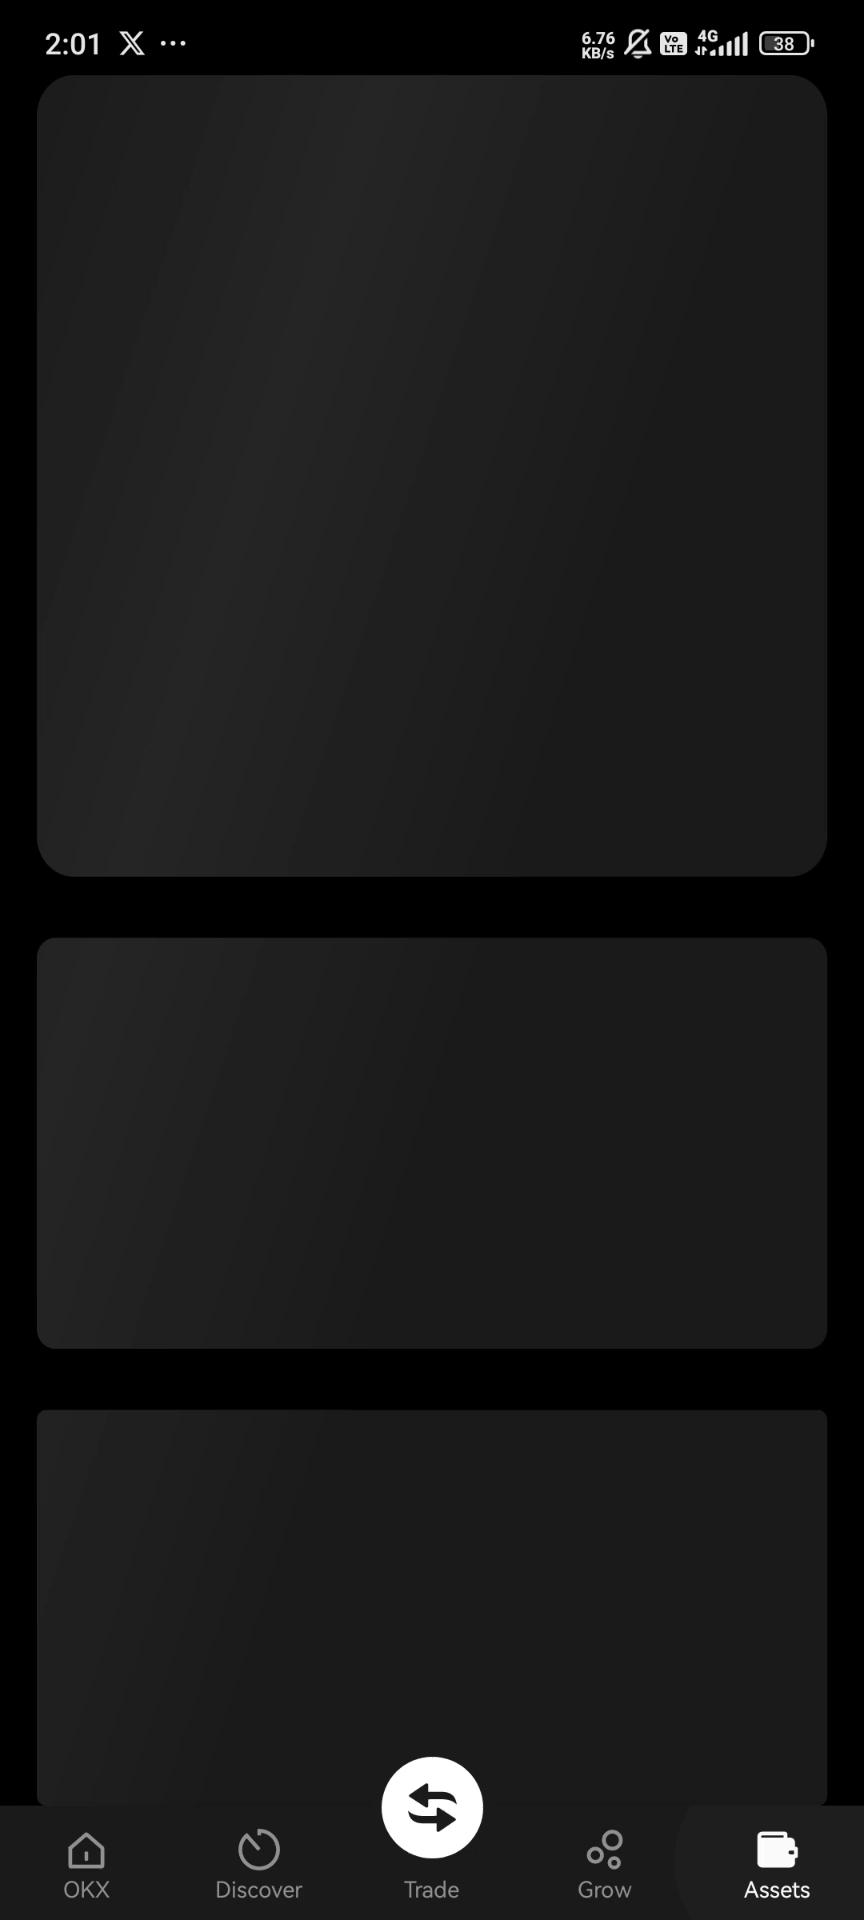 2:01
6.76
KB/s
Vo
LTE
4G
38
OKX
Discover
Trade
Grow
Assets